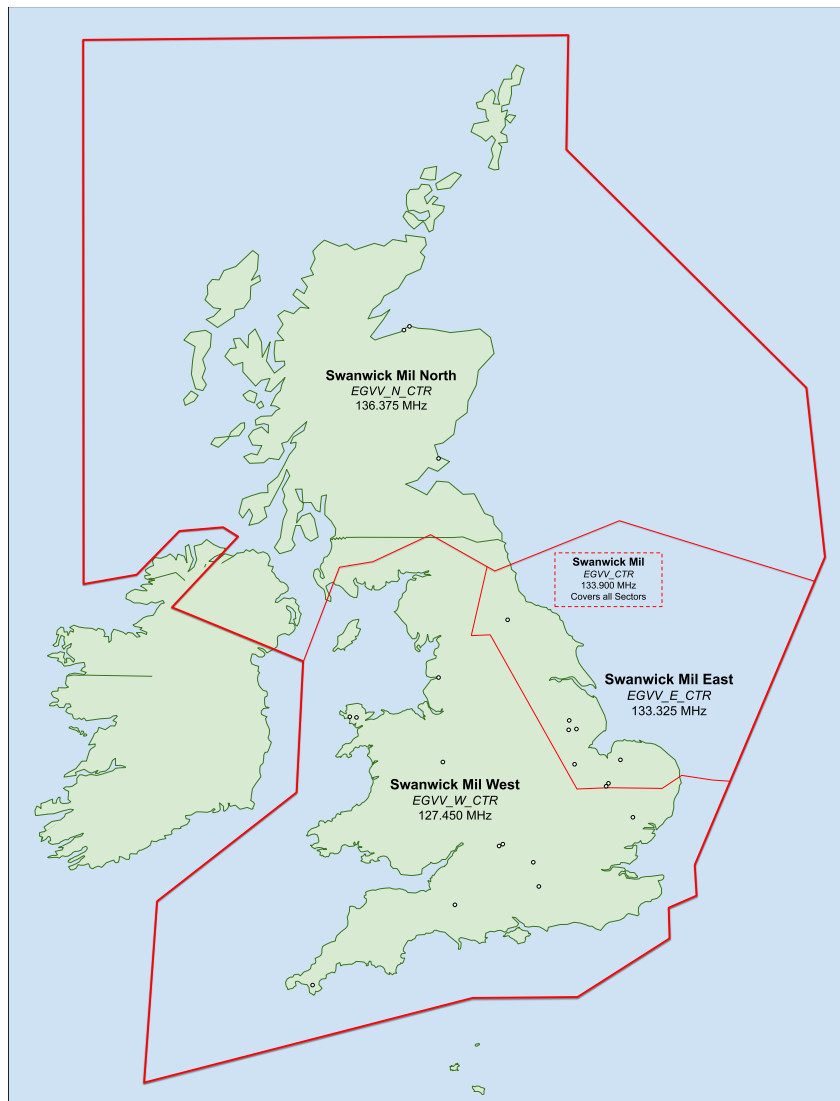 Swanwick Mil North
EGVV_N_CTR
136.375 MHz
Swanwick Mil
EGVV_CTR
133.900 MHz
Covers all Sectors
Swanwick Mil East
EGVV_E_CTR
133.325 MHz
Swanwick Mil West
EGVV_W_CTR
127.450 MHz